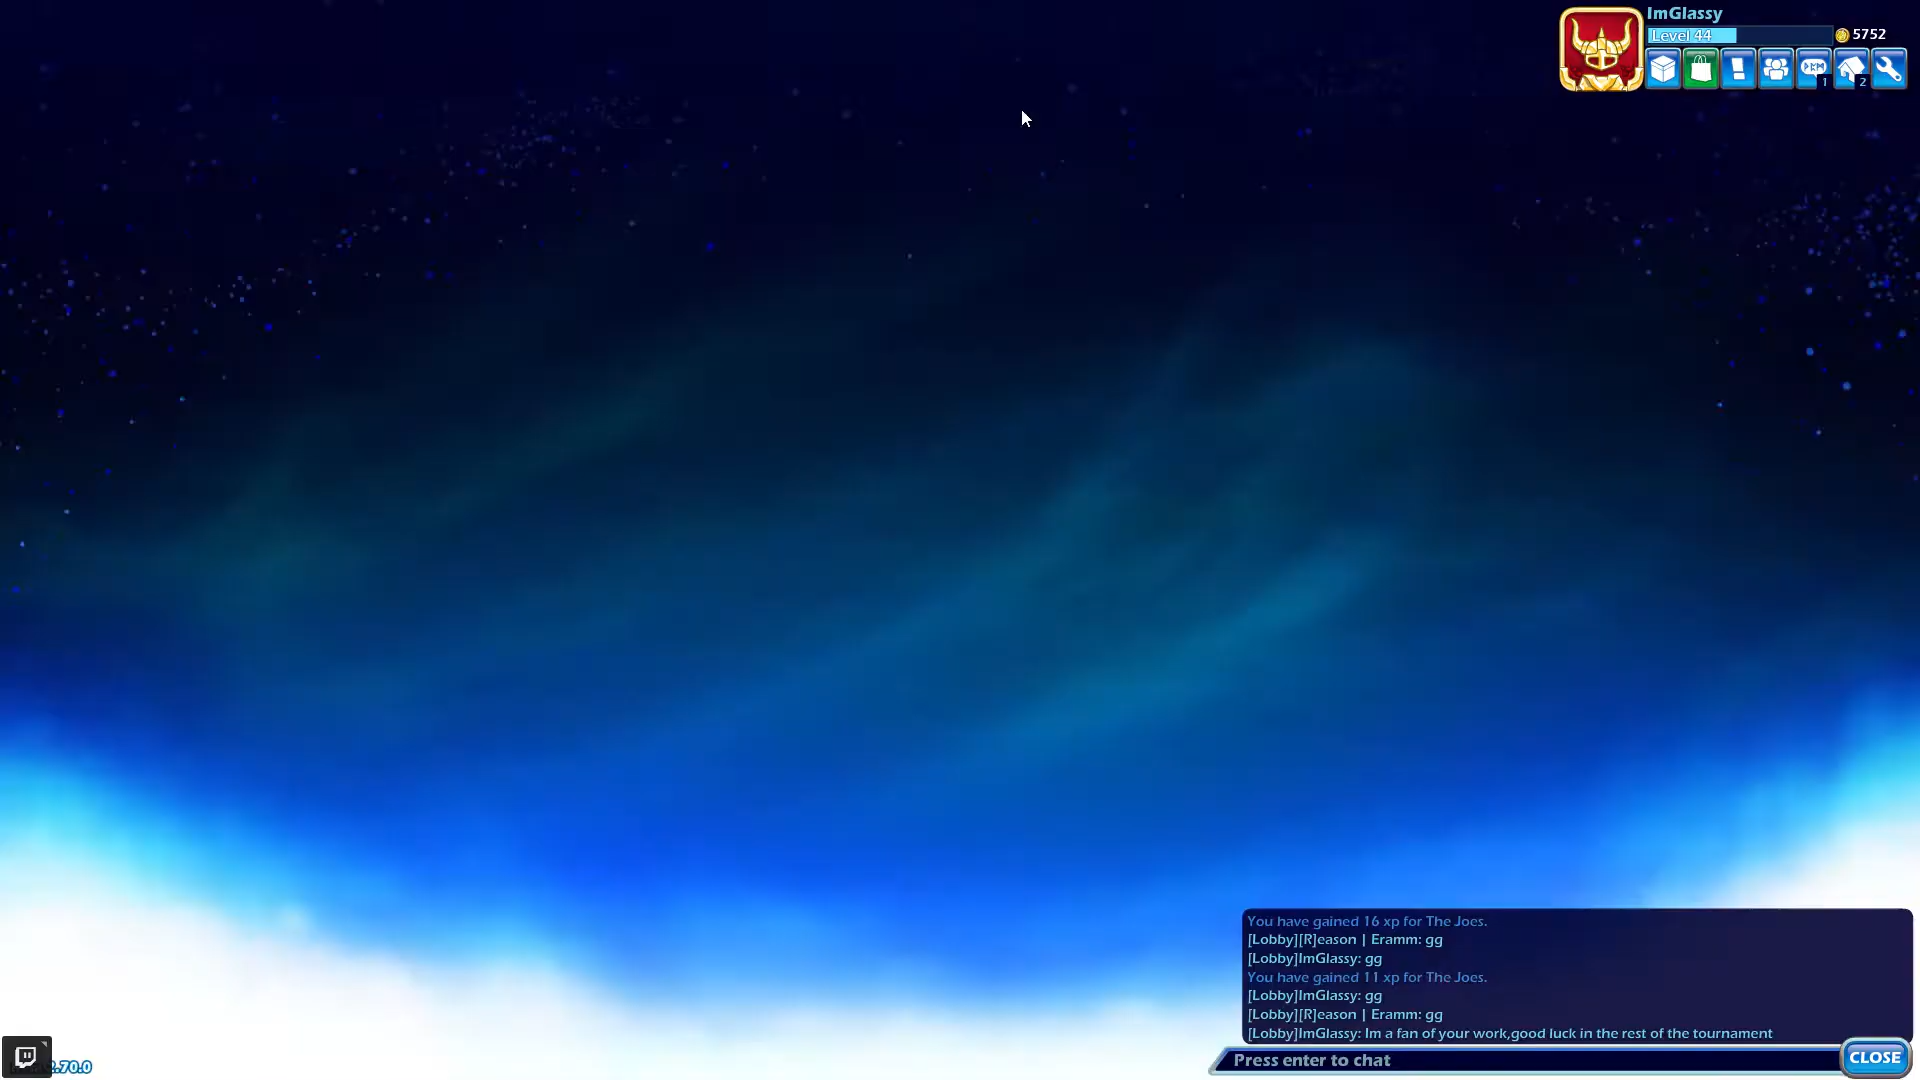 ImGlassy
Level 44
5752
1
2
You have gained 16 xp for The Joes.
[Lobby][R]eason | Eramm: gg
[Lobby]ImGlassy: gg
You have gained 11 xp for The Joes.
[Lobby]ImGlassy: gg
[Lobby][R]eason | Eramm: gg
[Lobby]ImGlassy: Im a fan of your work,good luck in the rest of the tournament
Press enter to chat
CLOSE
.70.0